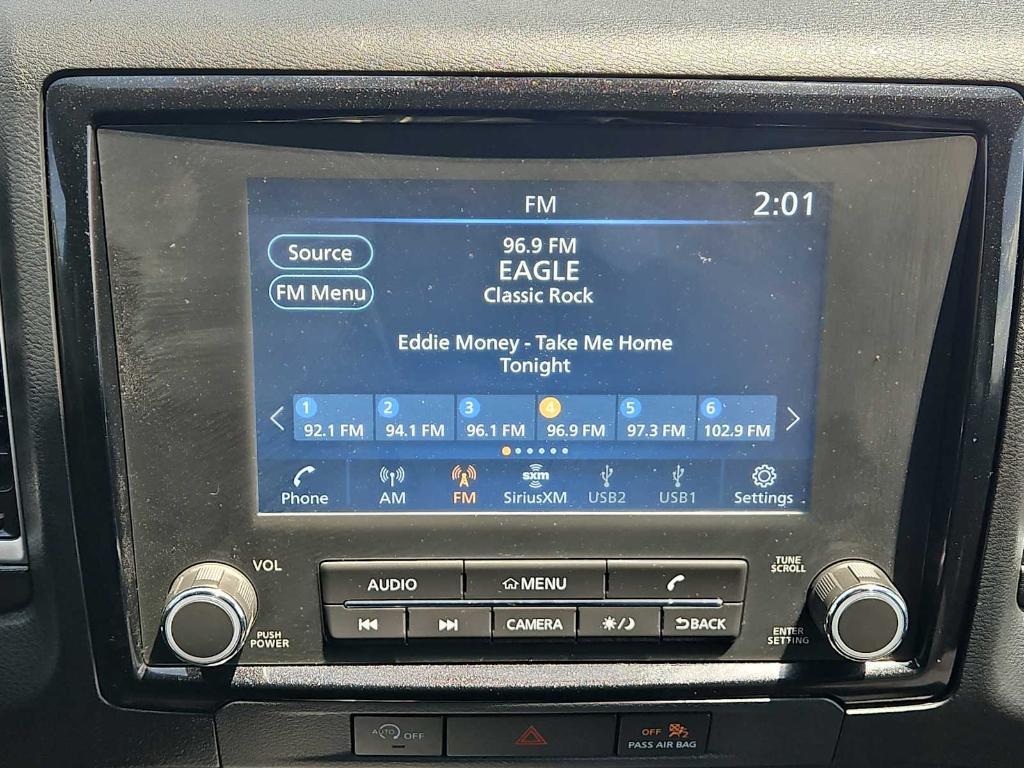 FM
2:01
Source
FM Menu
96.9 FM
EAGLE
Classic Rock
Eddie Money - Take Me Home
Tonight
1 2 3 4 5 6
92.1 FM 94.1 FM 96.1 FM 96.9 FM 97.3 FM 102.9 FM
sxm
Phone AM FM SiriusXM USB2 USB1 Settings
VOL
PUSH
POWER
AUDIO MENU
CAMERA BACK
TUNE
SCROLL
ENTER
SETTING
AUTO OFF
OFF
PASS AIR BAG